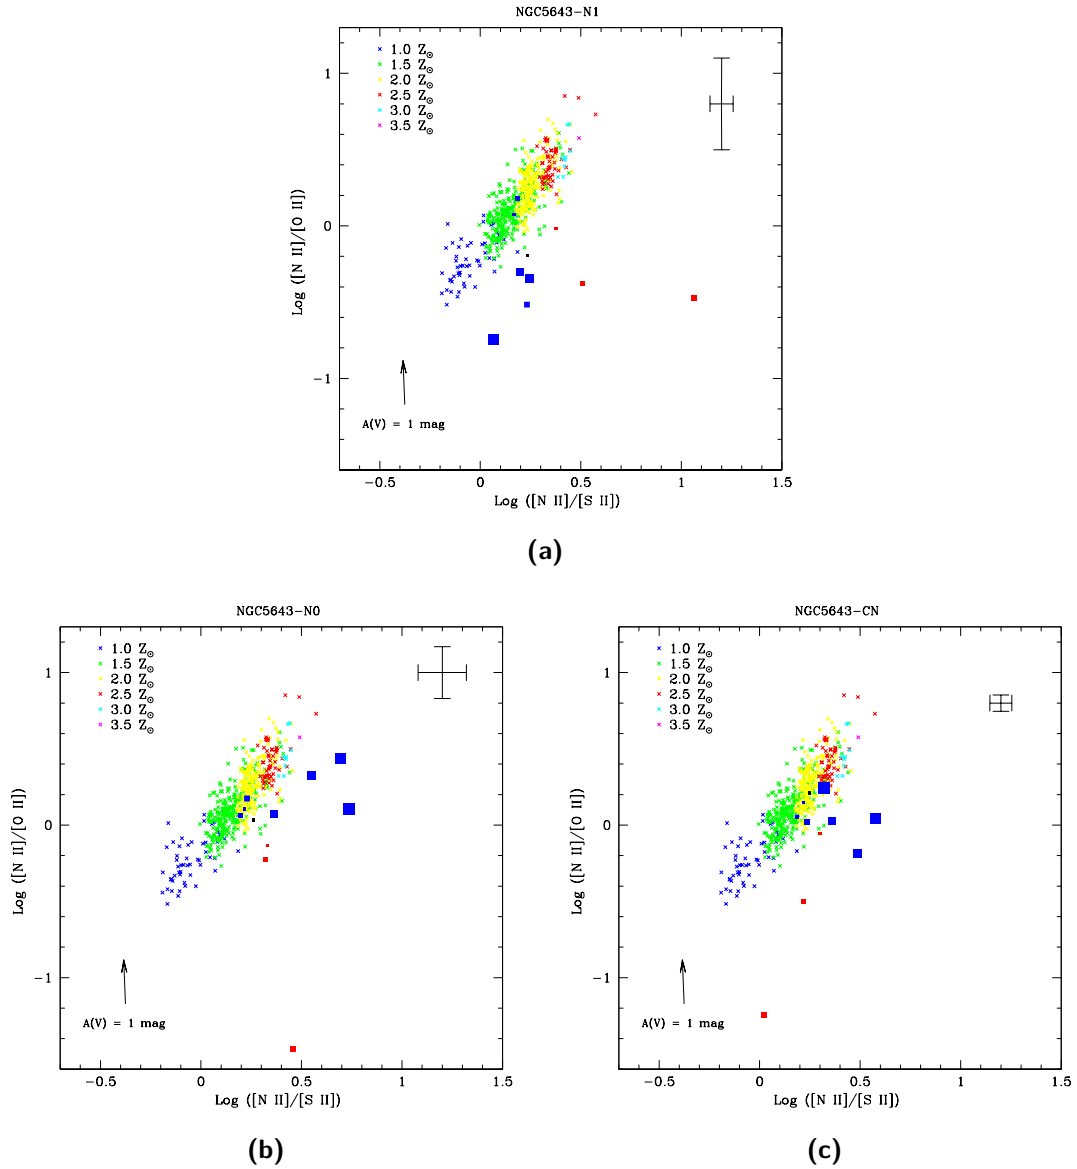 NGC5643-N1
× 1.0 Z☉
× 1.5 Z☉
× 2.0 Z☉
× 2.5 Z☉
× 3.0 Z☉
× 3.5 Z☉
1
0
−1
Log ([N II]/[O II])
A(V) = 1 mag
−0.5 0 0.5 1 1.5
Log ([N II]/[S II])
(a)
NGC5643-N0
× 1.0 Z☉
× 1.5 Z☉
× 2.0 Z☉
× 2.5 Z☉
× 3.0 Z☉
× 3.5 Z☉
1
0
−1
Log ([N II]/[O II])
A(V) = 1 mag
−0.5 0 0.5 1 1.5
Log ([N II]/[S II])
(b)
NGC5643-CN
× 1.0 Z☉
× 1.5 Z☉
× 2.0 Z☉
× 2.5 Z☉
× 3.0 Z☉
× 3.5 Z☉
1
0
−1
Log ([N II]/[O II])
A(V) = 1 mag
−0.5 0 0.5 1 1.5
Log ([N II]/[S II])
(c)